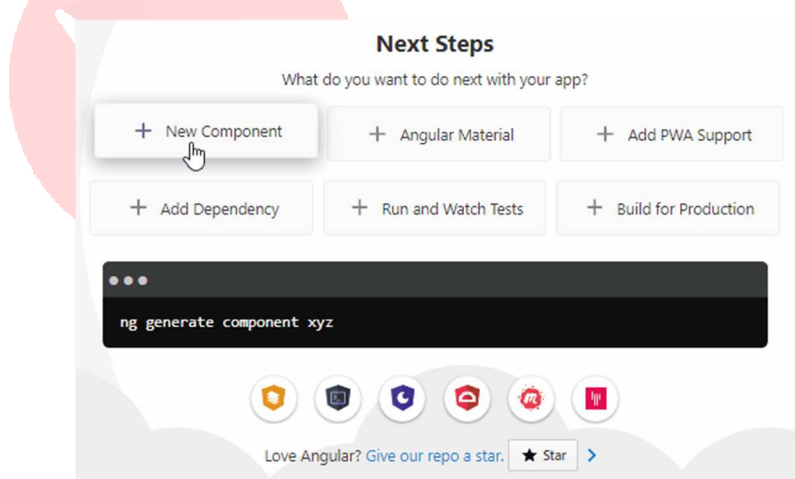 Next Steps
What do you want to do next with your app?
+ New Component
+ Angular Material
+ Add PWA Support
+ Add Dependency
+ Run and Watch Tests
+ Build for Production
ng generate component xyz
Love Angular? Give our repo a star. ★ Star >